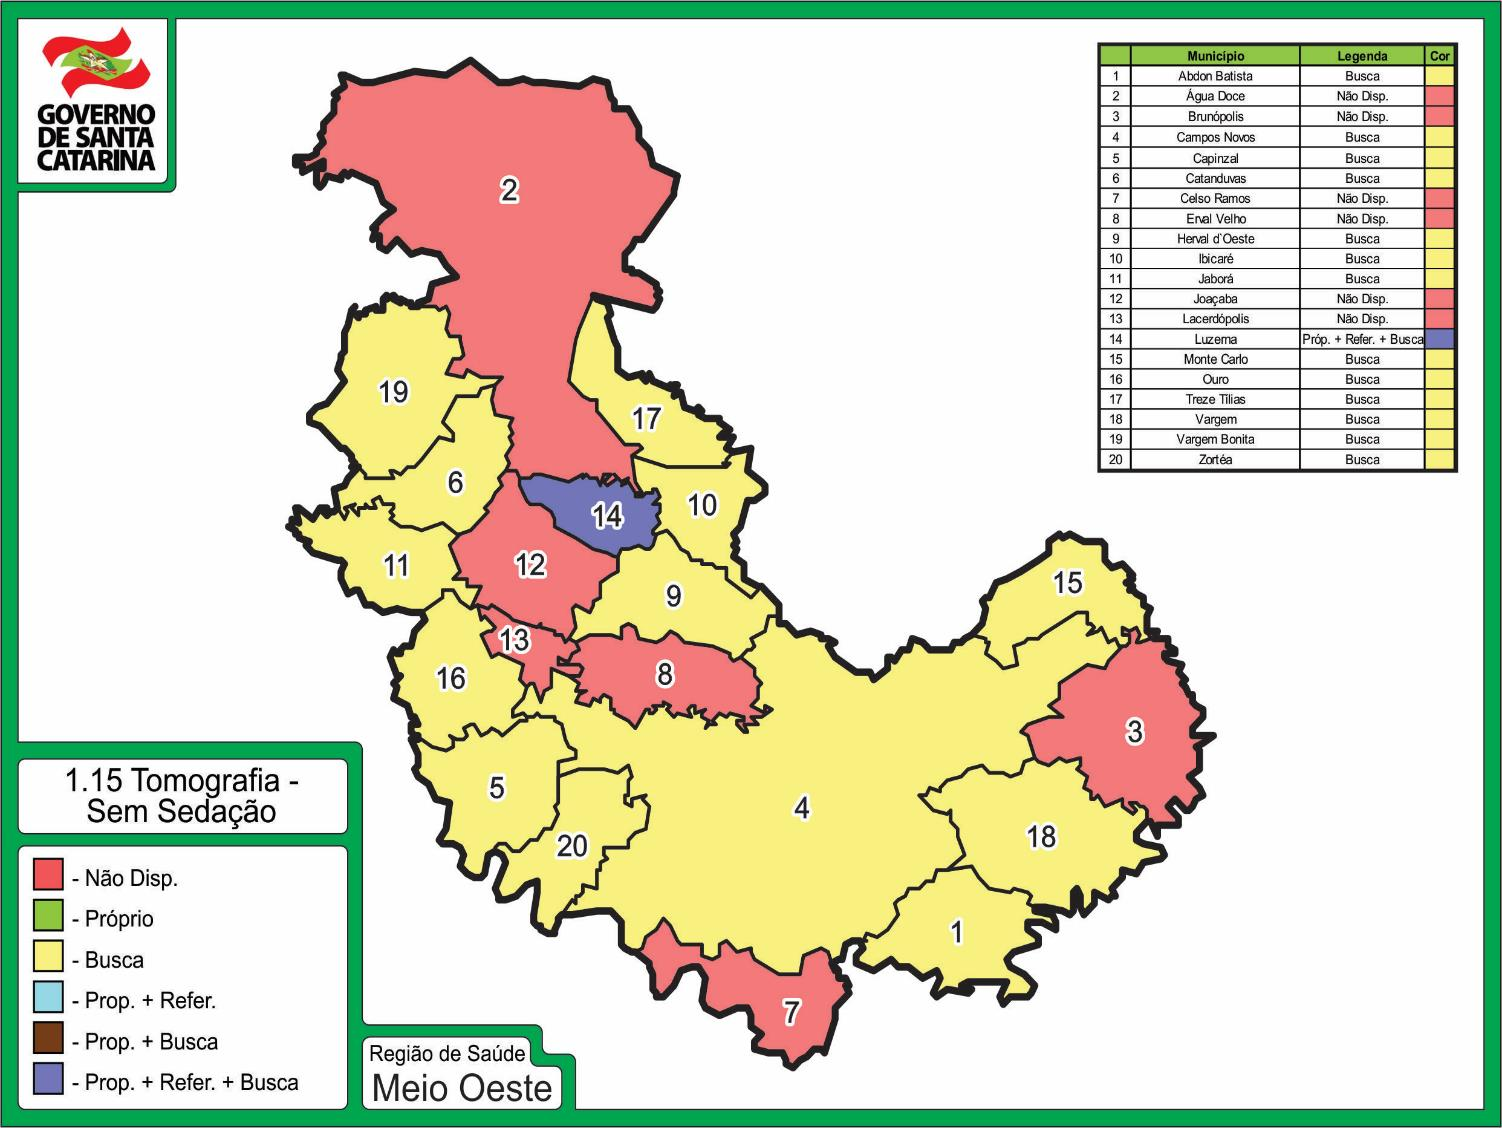 GOVERNO
DE SANTA
CATARINA
Município Legenda Cor
1 Abdon Batista Busca
2 Água Doce Não Disp.
3 Brunópolis Não Disp.
4 Campos Novos Busca
5 Capinzal Busca
6 Catanduvas Busca
7 Celso Ramos Não Disp.
8 Erval Velho Não Disp.
9 Herval d`Oeste Busca
10 Ibicaré Busca
11 Jaborá Busca
12 Joaçaba Não Disp.
13 Lacerdópolis Não Disp.
14 Luzerna Próp. + Refer. + Busca
15 Monte Carlo Busca
16 Ouro Busca
17 Treze Tílias Busca
18 Vargem Busca
19 Vargem Bonita Busca
20 Zortéa Busca
2
19
17
6
10
14
11
12
15
9
13
8
16
3
5
4
20
18
1
7
1.15 Tomografia -
Sem Sedação
- Não Disp.
- Próprio
- Busca
- Prop. + Refer.
- Prop. + Busca
- Prop. + Refer. + Busca
Região de Saúde
Meio Oeste